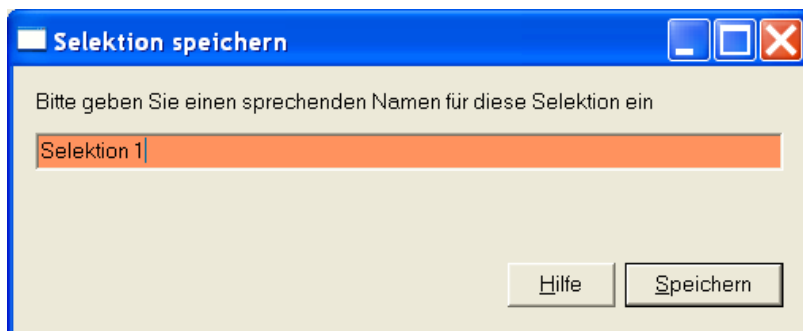 Selektion speichern
Bitte geben Sie einen sprechenden Namen für diese Selektion ein
Selektion 1
Hilfe
Speichern